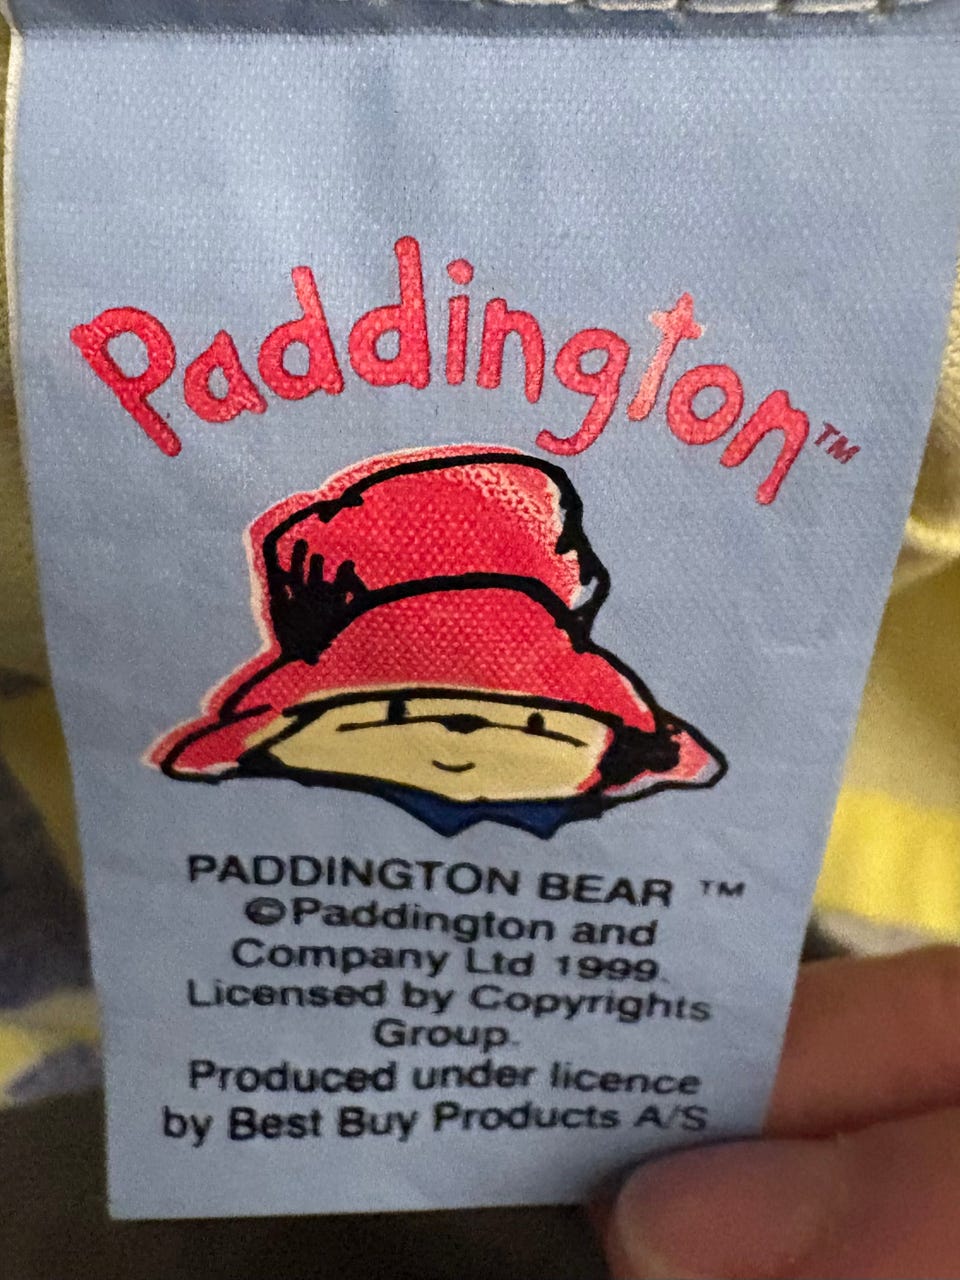 Paddington™
PADDINGTON BEAR ™
©Paddington and
Company Ltd 1999.
Licensed by Copyrights
Group.
Produced under licence
by Best Buy Products A/S